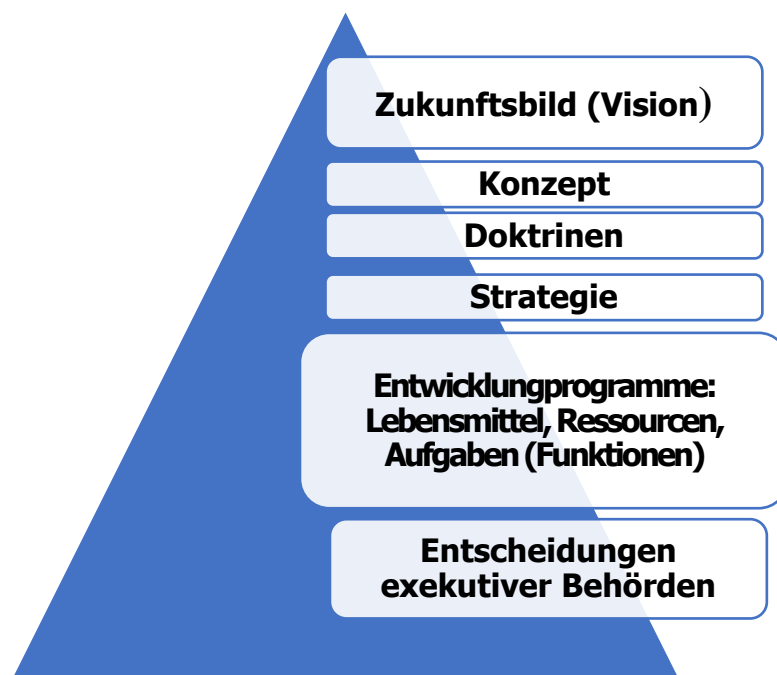 Zukunftsbild (Vision)
Konzept
Doktrinen
Strategie
Entwicklungprogramme:
Lebensmittel, Ressourcen,
Aufgaben (Funktionen)
Entscheidungen
exekutiver Behörden